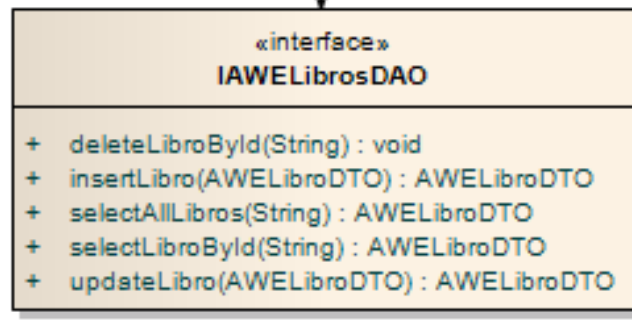 «interface»
IAWELibrosDAO
+ deleteLibroById(String) : void
+ insertLibro(AWELibroDTO) : AWELibroDTO
+ selectAllLibros(String) : AWELibroDTO
+ selectLibroById(String) : AWELibroDTO
+ updateLibro(AWELibroDTO) : AWELibroDTO